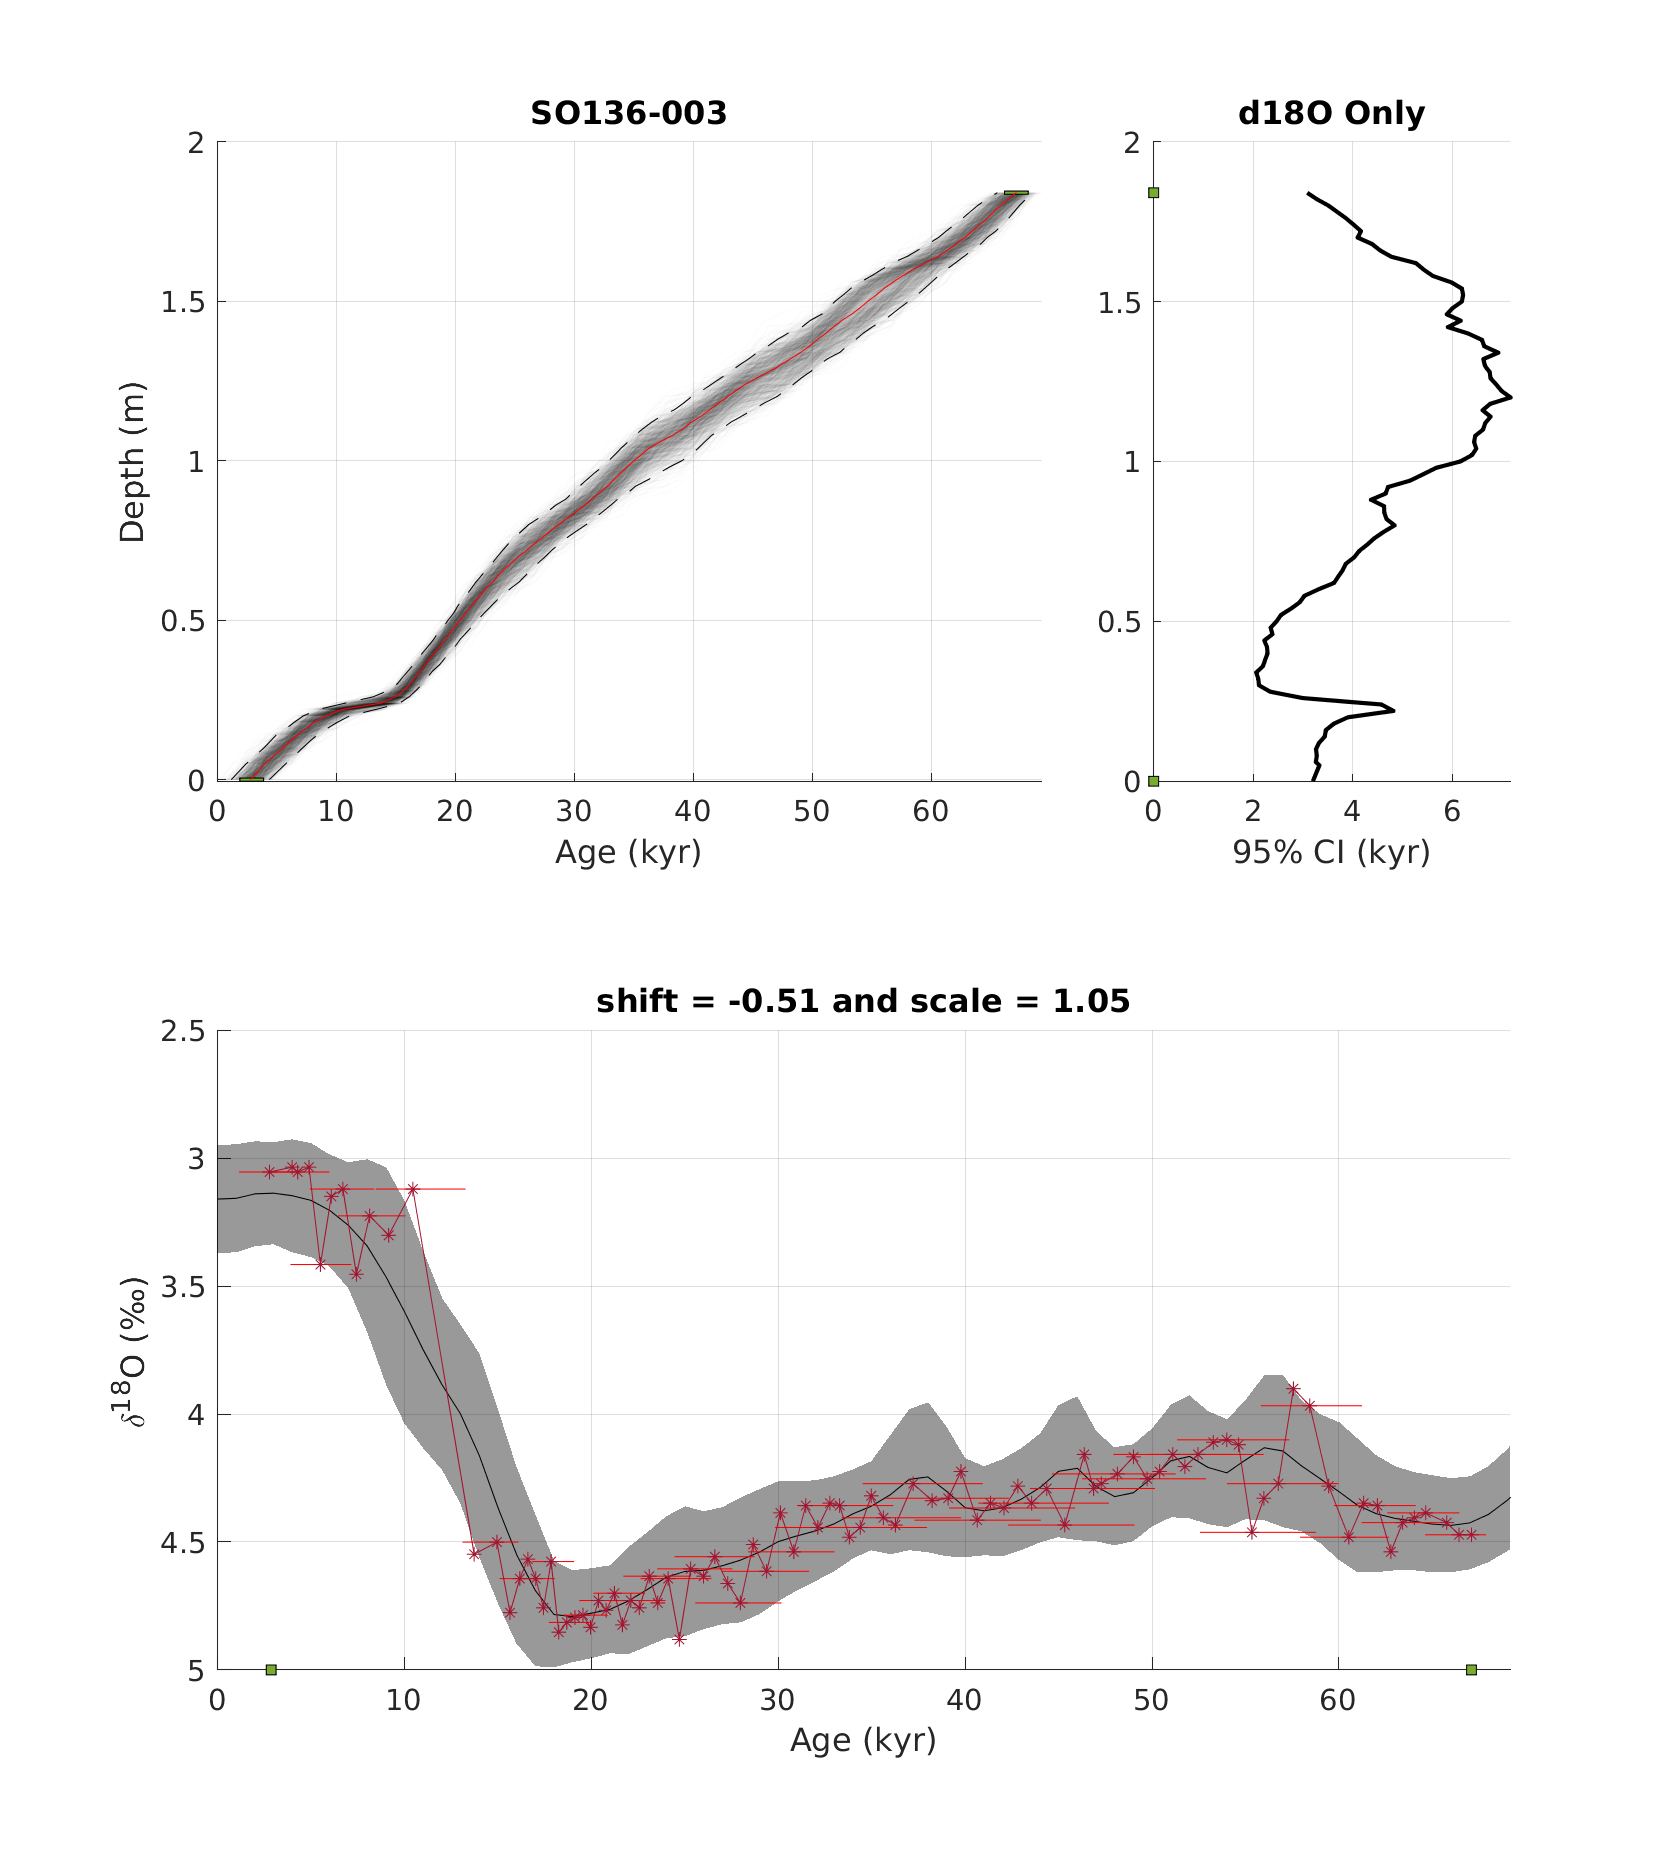 SO136-003
d18O Only
2
1.5
1
0.5
0
Depth (m)
0 10 20 30 40 50 60
Age (kyr)
2
1.5
1
0.5
0
0 2 4 6
95% CI (kyr)
shift = -0.51 and scale = 1.05
2.5
3
3.5
4
4.5
5
δ18O (‰)
0 10 20 30 40 50 60
Age (kyr)